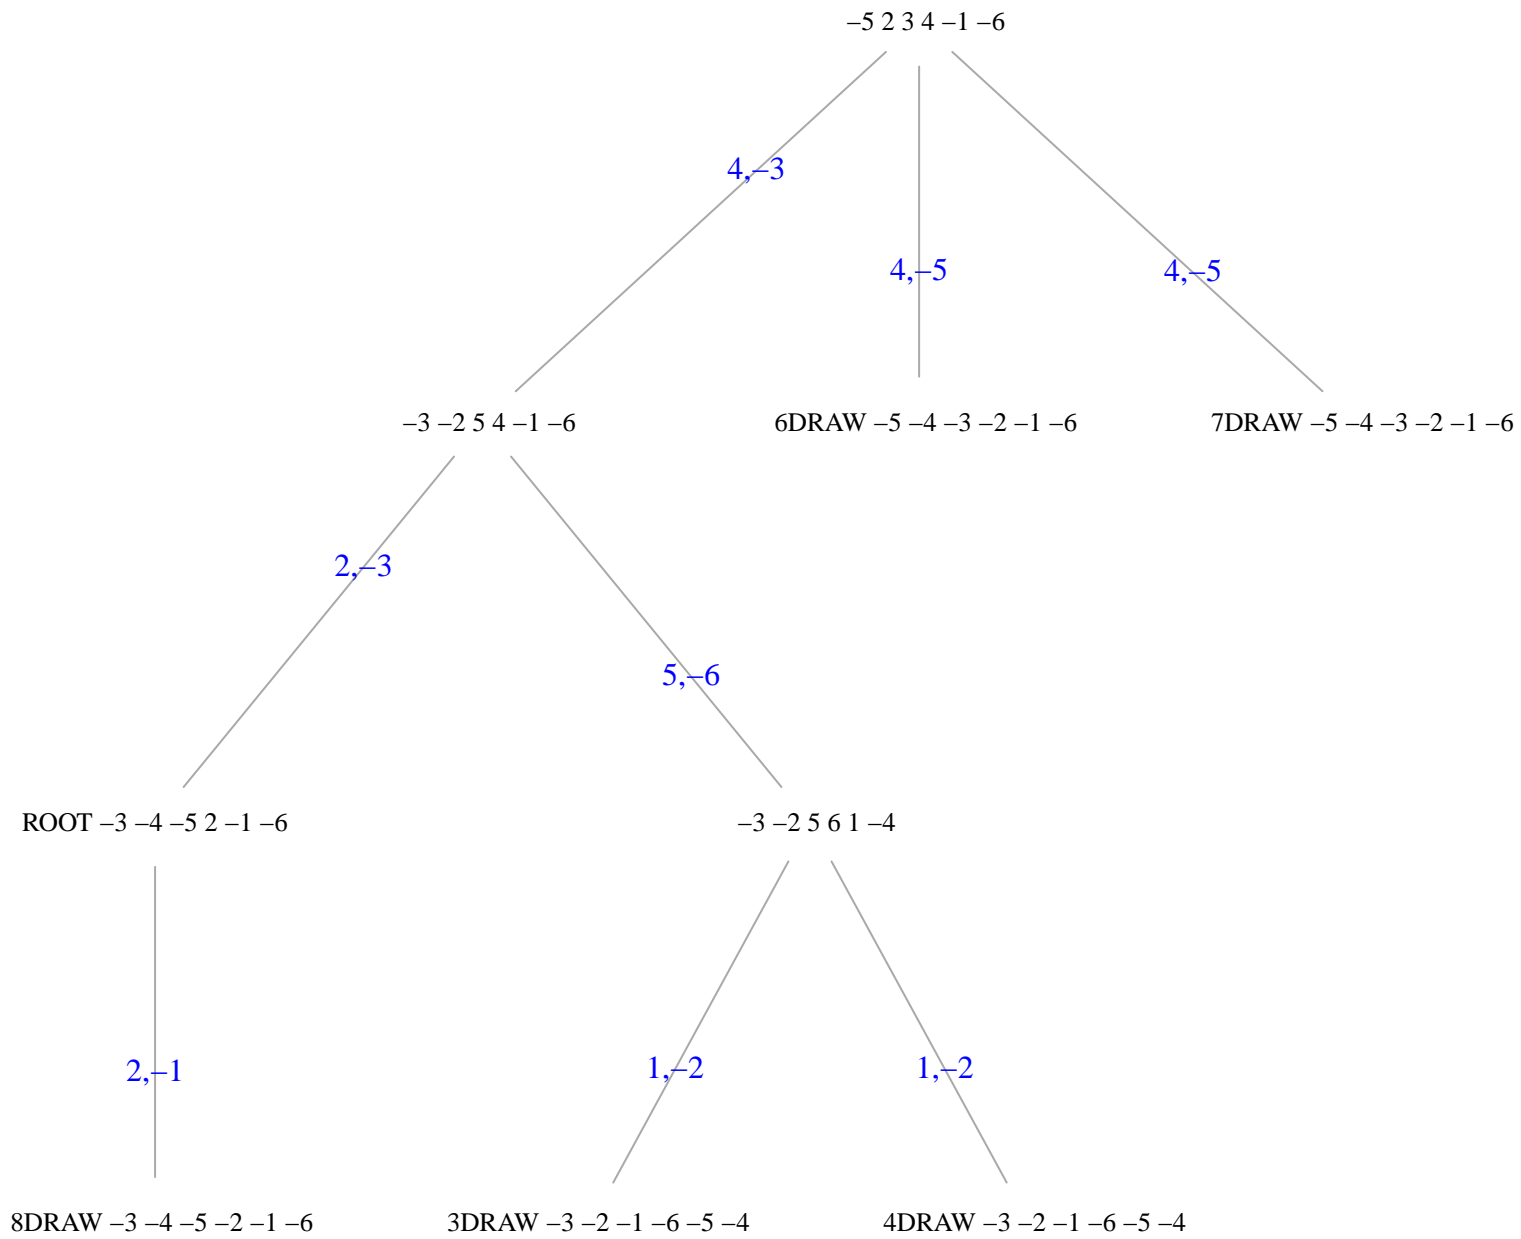 –5 2 3 4 –1 –6
4,–3
4,–5
4,–5
–3 –2 5 4 –1 –6
6DRAW –5 –4 –3 –2 –1 –6
7DRAW –5 –4 –3 –2 –1 –6
2,–3
5,–6
ROOT –3 –4 –5 2 –1 –6
–3 –2 5 6 1 –4
2,–1
1,–2
1,–2
8DRAW –3 –4 –5 –2 –1 –6
3DRAW –3 –2 –1 –6 –5 –4
4DRAW –3 –2 –1 –6 –5 –4